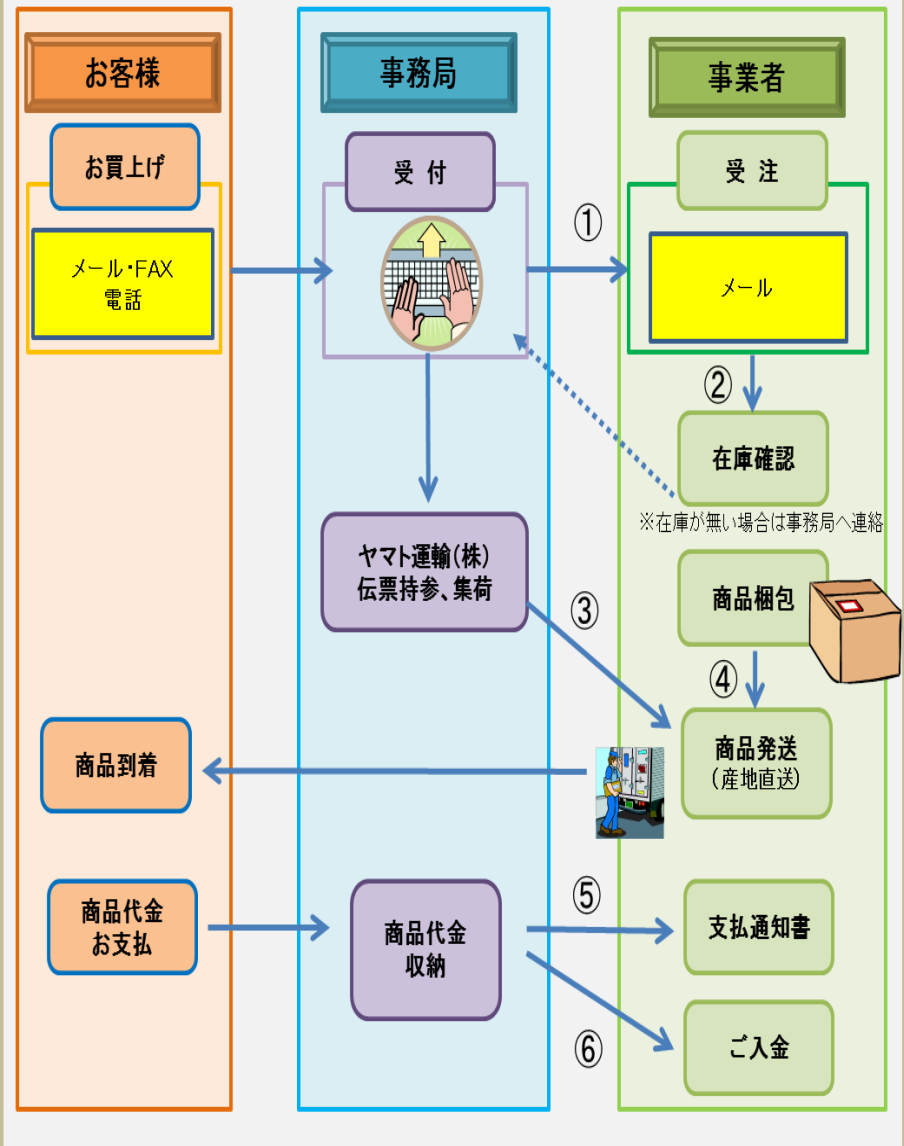 お客様
事務局
事業者
お買上げ
受 付
受 注
①
メール・FAX
電話
メール
②
在庫確認
※在庫が無い場合は事務局へ連絡
ヤマト運輸(株)
伝票持参、集荷
③
商品梱包
④
商品到着
商品発送
(産地直送)
商品代金
お支払
商品代金
収納
⑤
支払通知書
⑥
ご入金